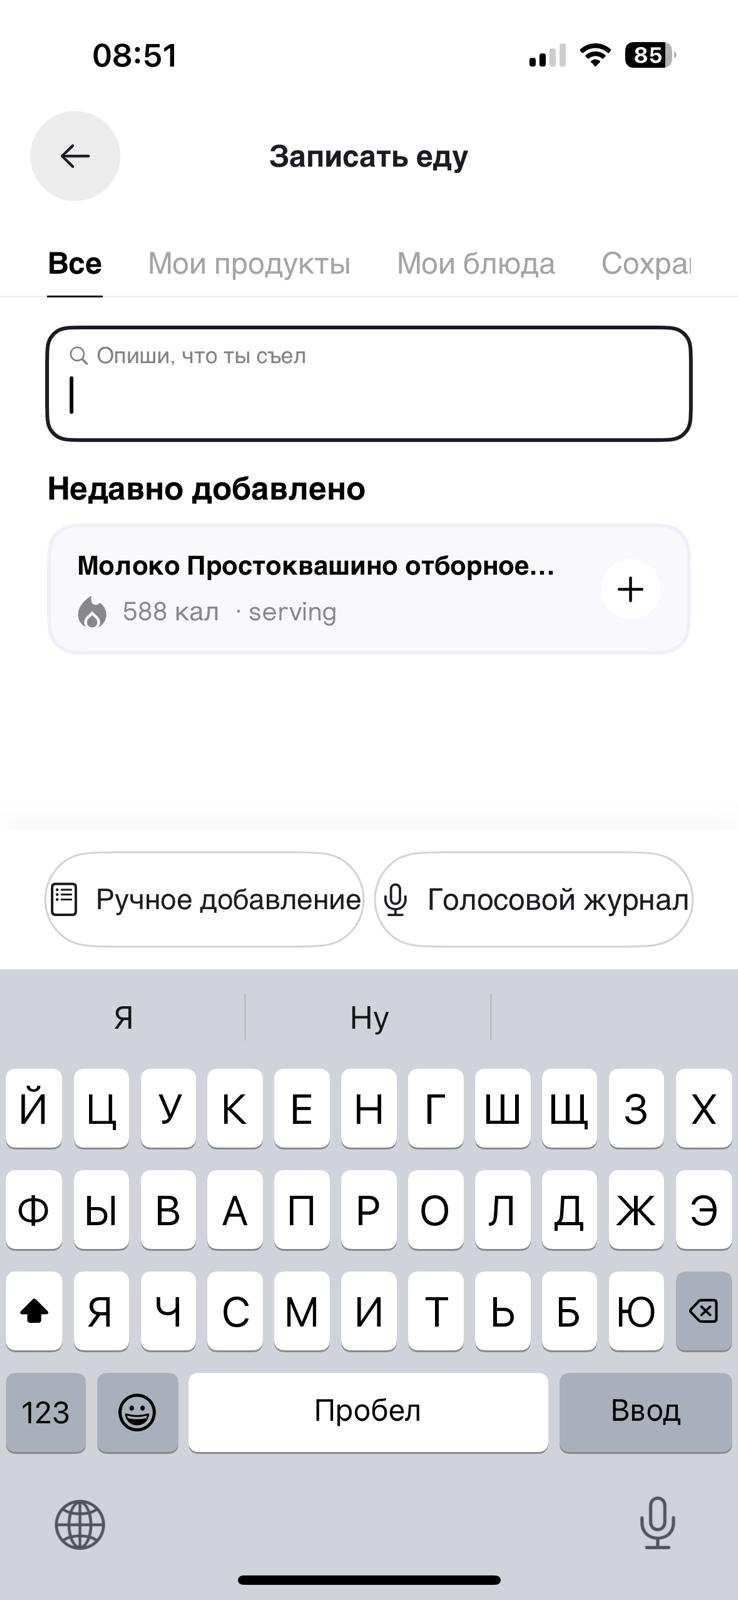 08:51
85
Записать еду
Все Мои продукты Мои блюда Сохра
Опиши, что ты съел
Недавно добавлено
Молоко Простоквашино отборное...
588 кал · serving
Ручное добавление Голосовой журнал
Я Ну
Й Ц У К Е Н Г Ш Щ З Х
Ф Ы В А П Р О Л Д Ж Э
Я Ч С М И Т Ь Б Ю
123 Пробел Ввод